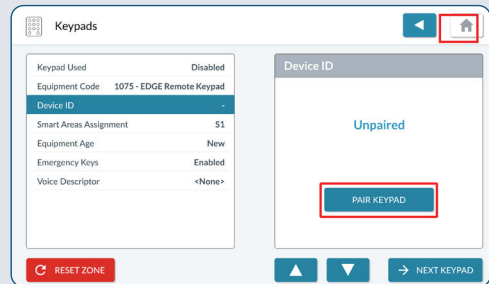 Keypads
Keypad Used Disabled
Equipment Code 1075 - EDGE Remote Keypad
Device ID -
Smart Areas Assignment S1
Equipment Age New
Emergency Keys Enabled
Voice Descriptor <None>
Device ID
Unpaired
PAIR KEYPAD
RESET ZONE
NEXT KEYPAD